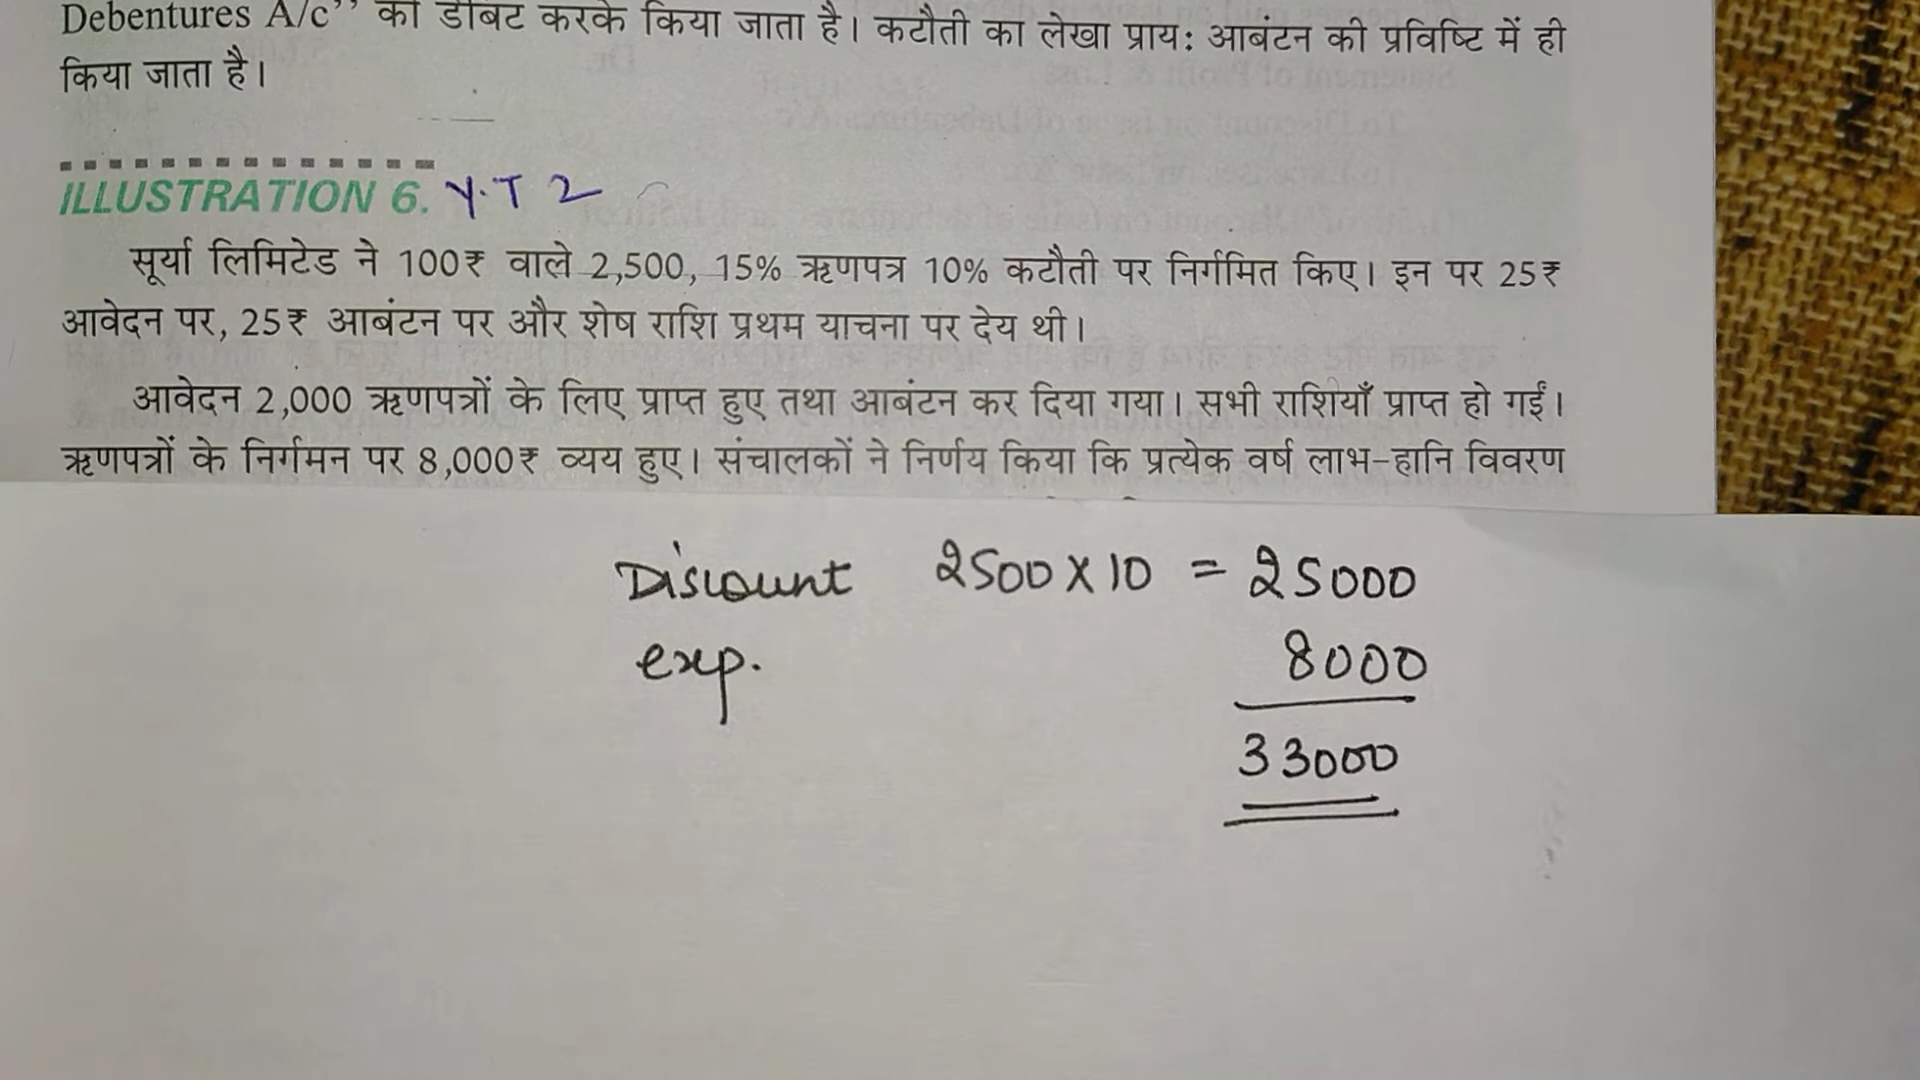 Debentures A/c’’ को डेबिट करके किया जाता है। कटौती का लेखा प्राय: आबंटन की प्रविष्टि में ही
किया जाता है।
ILLUSTRATION 6. Y.T 2
सूर्या लिमिटेड ने 100₹ वाले 2,500, 15% ऋणपत्र 10% कटौती पर निर्गमित किए। इन पर 25₹
आवेदन पर, 25₹ आबंटन पर और शेष राशि प्रथम याचना पर देय थी।
आवेदन 2,000 ऋणपत्रों के लिए प्राप्त हुए तथा आबंटन कर दिया गया। सभी राशियाँ प्राप्त हो गईं।
ऋणपत्रों के निर्गमन पर 8,000₹ व्यय हुए। संचालकों ने निर्णय किया कि प्रत्येक वर्ष लाभ-हानि विवरण
Discount 2500 X 10 = 25000
exp. 8000
33000